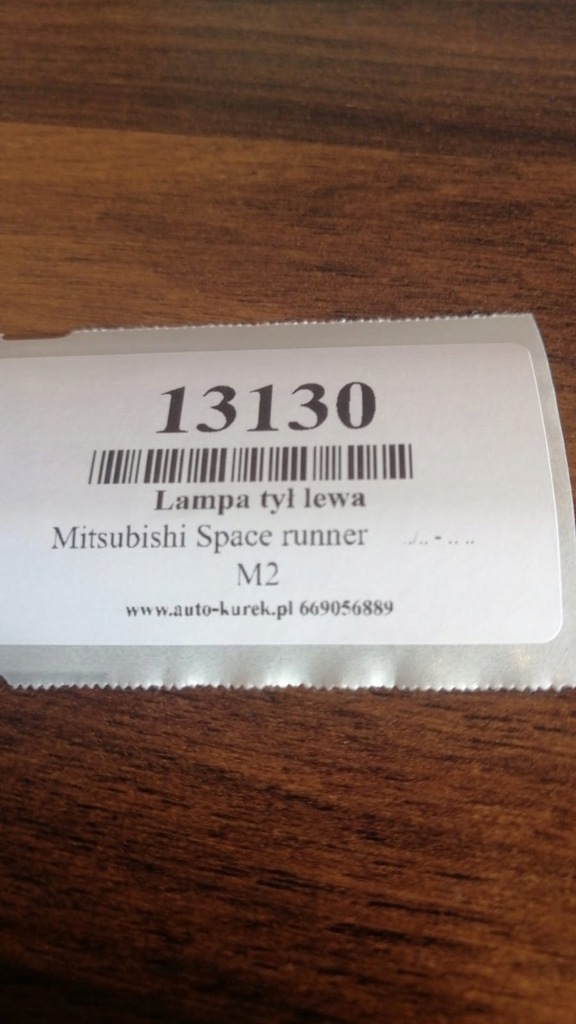 13130
Lampa tył lewa
Mitsubishi Space runner
M2
www.auto-kurek.pl 669056889